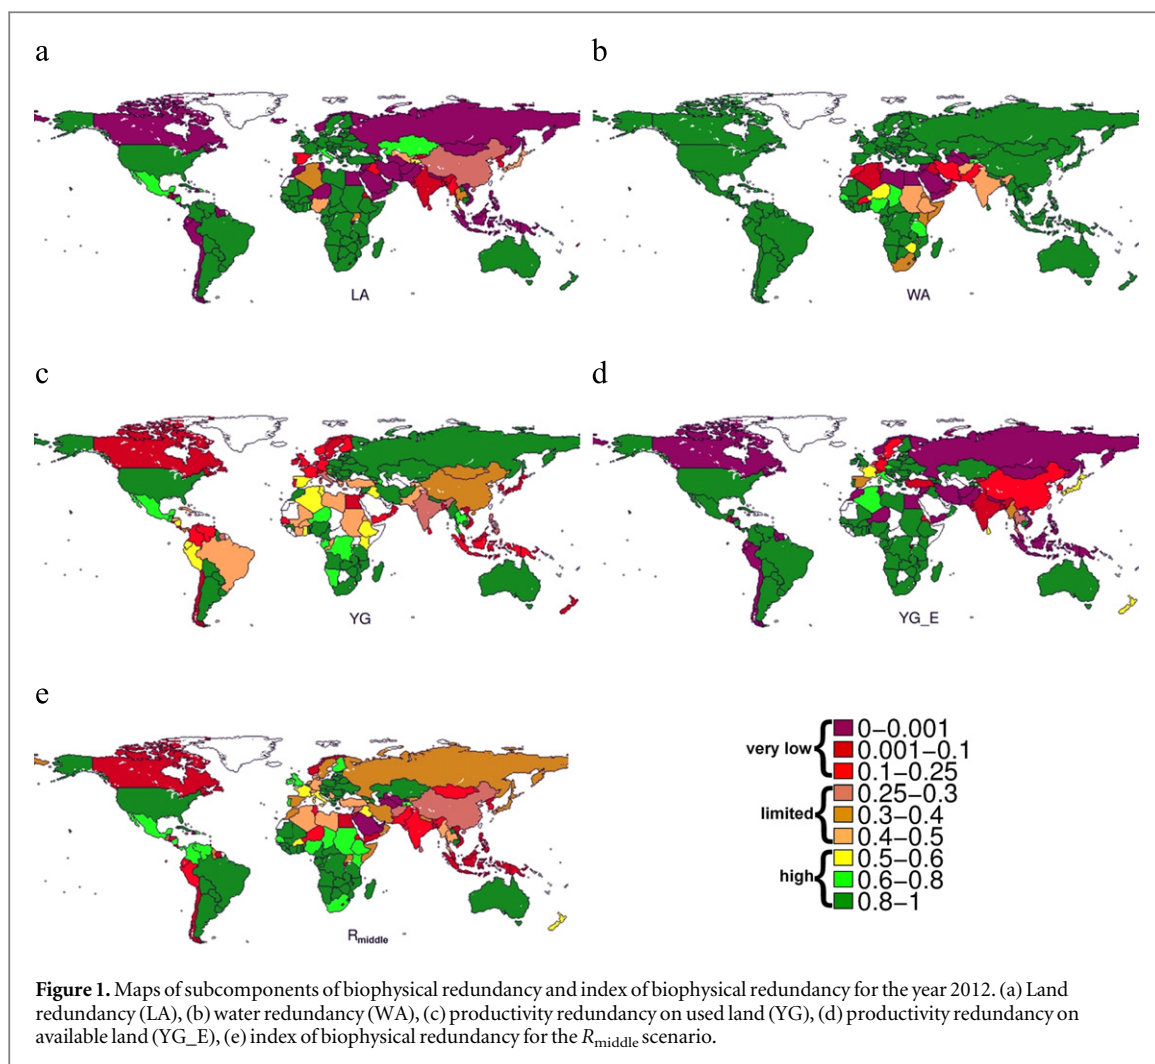 a
b
LA
WA
c
d
YG
YG_E
e
R_middle
very low
0–0.001
0.001–0.1
0.1–0.25
limited
0.25–0.3
0.3–0.4
0.4–0.5
high
0.5–0.6
0.6–0.8
0.8–1
Figure 1. Maps of subcomponents of biophysical redundancy and index of biophysical redundancy for the year 2012. (a) Land
redundancy (LA), (b) water redundancy (WA), (c) productivity redundancy on used land (YG), (d) productivity redundancy on
available land (YG_E), (e) index of biophysical redundancy for the R_middle scenario.